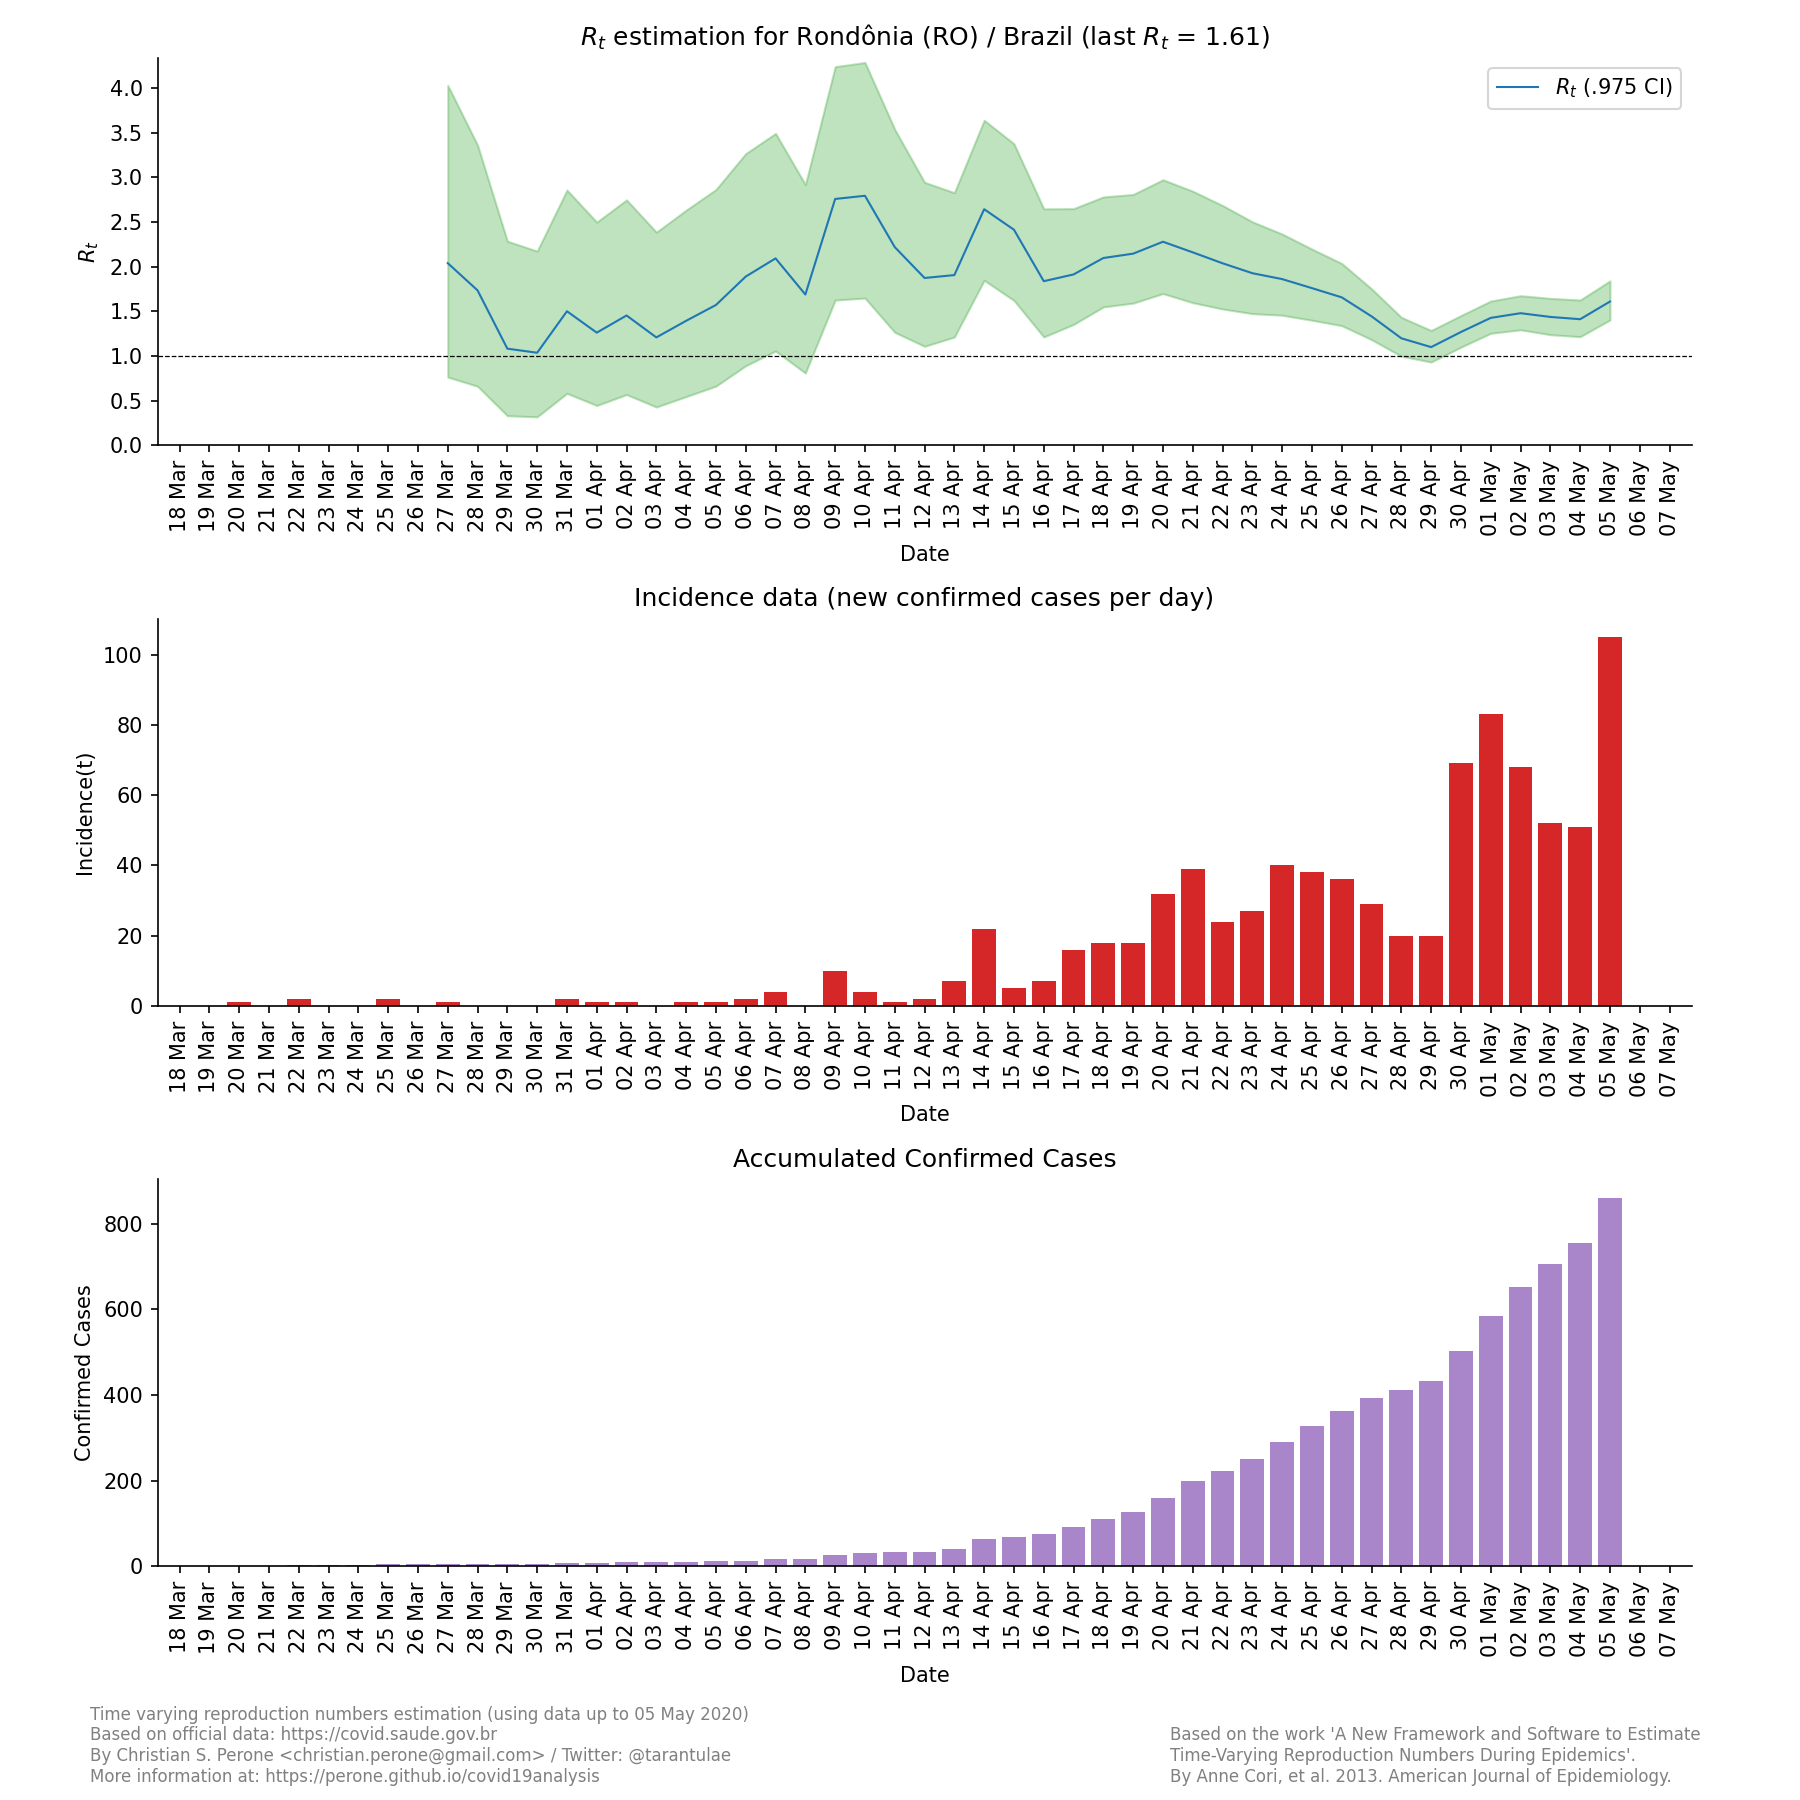 Rt estimation for Rondônia (RO) / Brazil (last Rt = 1.61)
Rt (.975 CI)
4.0
3.5
3.0
2.5
2.0
1.5
1.0
0.5
0.0
Rt
18 Mar 19 Mar 20 Mar 21 Mar 22 Mar 23 Mar 24 Mar 25 Mar 26 Mar 27 Mar 28 Mar 29 Mar 30 Mar 31 Mar 01 Apr 02 Apr 03 Apr 04 Apr 05 Apr 06 Apr 07 Apr 08 Apr 09 Apr 10 Apr 11 Apr 12 Apr 13 Apr 14 Apr 15 Apr 16 Apr 17 Apr 18 Apr 19 Apr 20 Apr 21 Apr 22 Apr 23 Apr 24 Apr 25 Apr 26 Apr 27 Apr 28 Apr 29 Apr 30 Apr 01 May 02 May 03 May 04 May 05 May 06 May 07 May
Date
Incidence data (new confirmed cases per day)
100
80
60
40
20
0
Incidence(t)
18 Mar 19 Mar 20 Mar 21 Mar 22 Mar 23 Mar 24 Mar 25 Mar 26 Mar 27 Mar 28 Mar 29 Mar 30 Mar 31 Mar 01 Apr 02 Apr 03 Apr 04 Apr 05 Apr 06 Apr 07 Apr 08 Apr 09 Apr 10 Apr 11 Apr 12 Apr 13 Apr 14 Apr 15 Apr 16 Apr 17 Apr 18 Apr 19 Apr 20 Apr 21 Apr 22 Apr 23 Apr 24 Apr 25 Apr 26 Apr 27 Apr 28 Apr 29 Apr 30 Apr 01 May 02 May 03 May 04 May 05 May 06 May 07 May
Date
Accumulated Confirmed Cases
800
600
400
200
0
Confirmed Cases
18 Mar 19 Mar 20 Mar 21 Mar 22 Mar 23 Mar 24 Mar 25 Mar 26 Mar 27 Mar 28 Mar 29 Mar 30 Mar 31 Mar 01 Apr 02 Apr 03 Apr 04 Apr 05 Apr 06 Apr 07 Apr 08 Apr 09 Apr 10 Apr 11 Apr 12 Apr 13 Apr 14 Apr 15 Apr 16 Apr 17 Apr 18 Apr 19 Apr 20 Apr 21 Apr 22 Apr 23 Apr 24 Apr 25 Apr 26 Apr 27 Apr 28 Apr 29 Apr 30 Apr 01 May 02 May 03 May 04 May 05 May 06 May 07 May
Date
Time varying reproduction numbers estimation (using data up to 05 May 2020)
Based on official data: https://covid.saude.gov.br
By Christian S. Perone <christian.perone@gmail.com> / Twitter: @tarantulae
More information at: https://perone.github.io/covid19analysis
Based on the work 'A New Framework and Software to Estimate
Time-Varying Reproduction Numbers During Epidemics'.
By Anne Cori, et al. 2013. American Journal of Epidemiology.